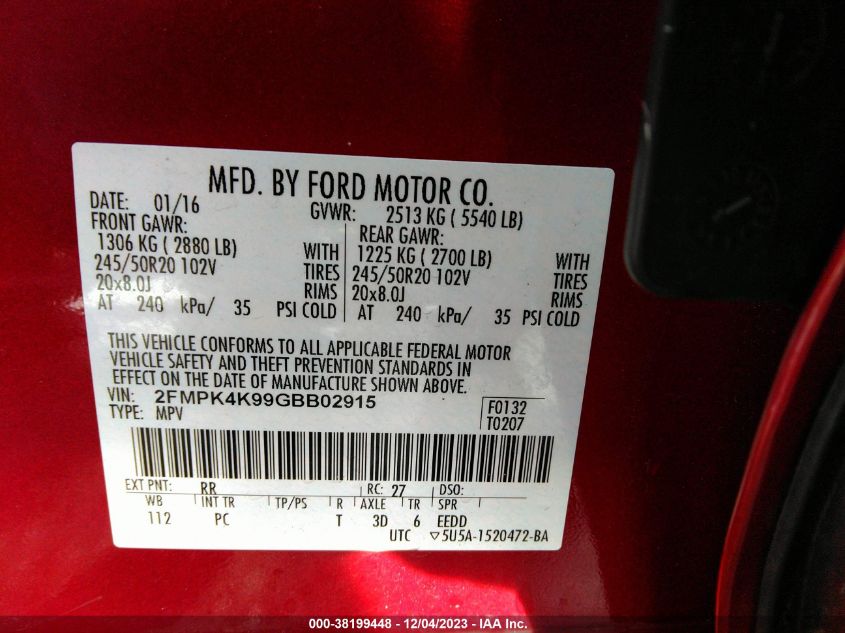 MFD. BY FORD MOTOR CO.
DATE: 01/16 GVWR: 2513 KG ( 5540 LB)
FRONT GAWR: REAR GAWR:
1306 KG ( 2880 LB) WITH 1225 KG ( 2700 LB) WITH
245/50R20 102V TIRES 245/50R20 102V TIRES
20x8.0J RIMS 20x8.0J RIMS
AT 240 kPa/ 35 PSI COLD AT 240 kPa/ 35 PSI COLD
THIS VEHICLE CONFORMS TO ALL APPLICABLE FEDERAL MOTOR
VEHICLE SAFETY AND THEFT PREVENTION STANDARDS IN
EFFECT ON THE DATE OF MANUFACTURE SHOWN ABOVE.
VIN: 2FMPK4K99GBB02915
TYPE: MPV
F0132
T0207
EXT PNT: RR RC: 27 DSO:
WB INT TR TP/PS R AXLE TR SPR
112 PC T 3D 6 EEDD
UTC ▽5U5A-1520472-BA
000-38199448 - 12/04/2023 - IAA Inc.